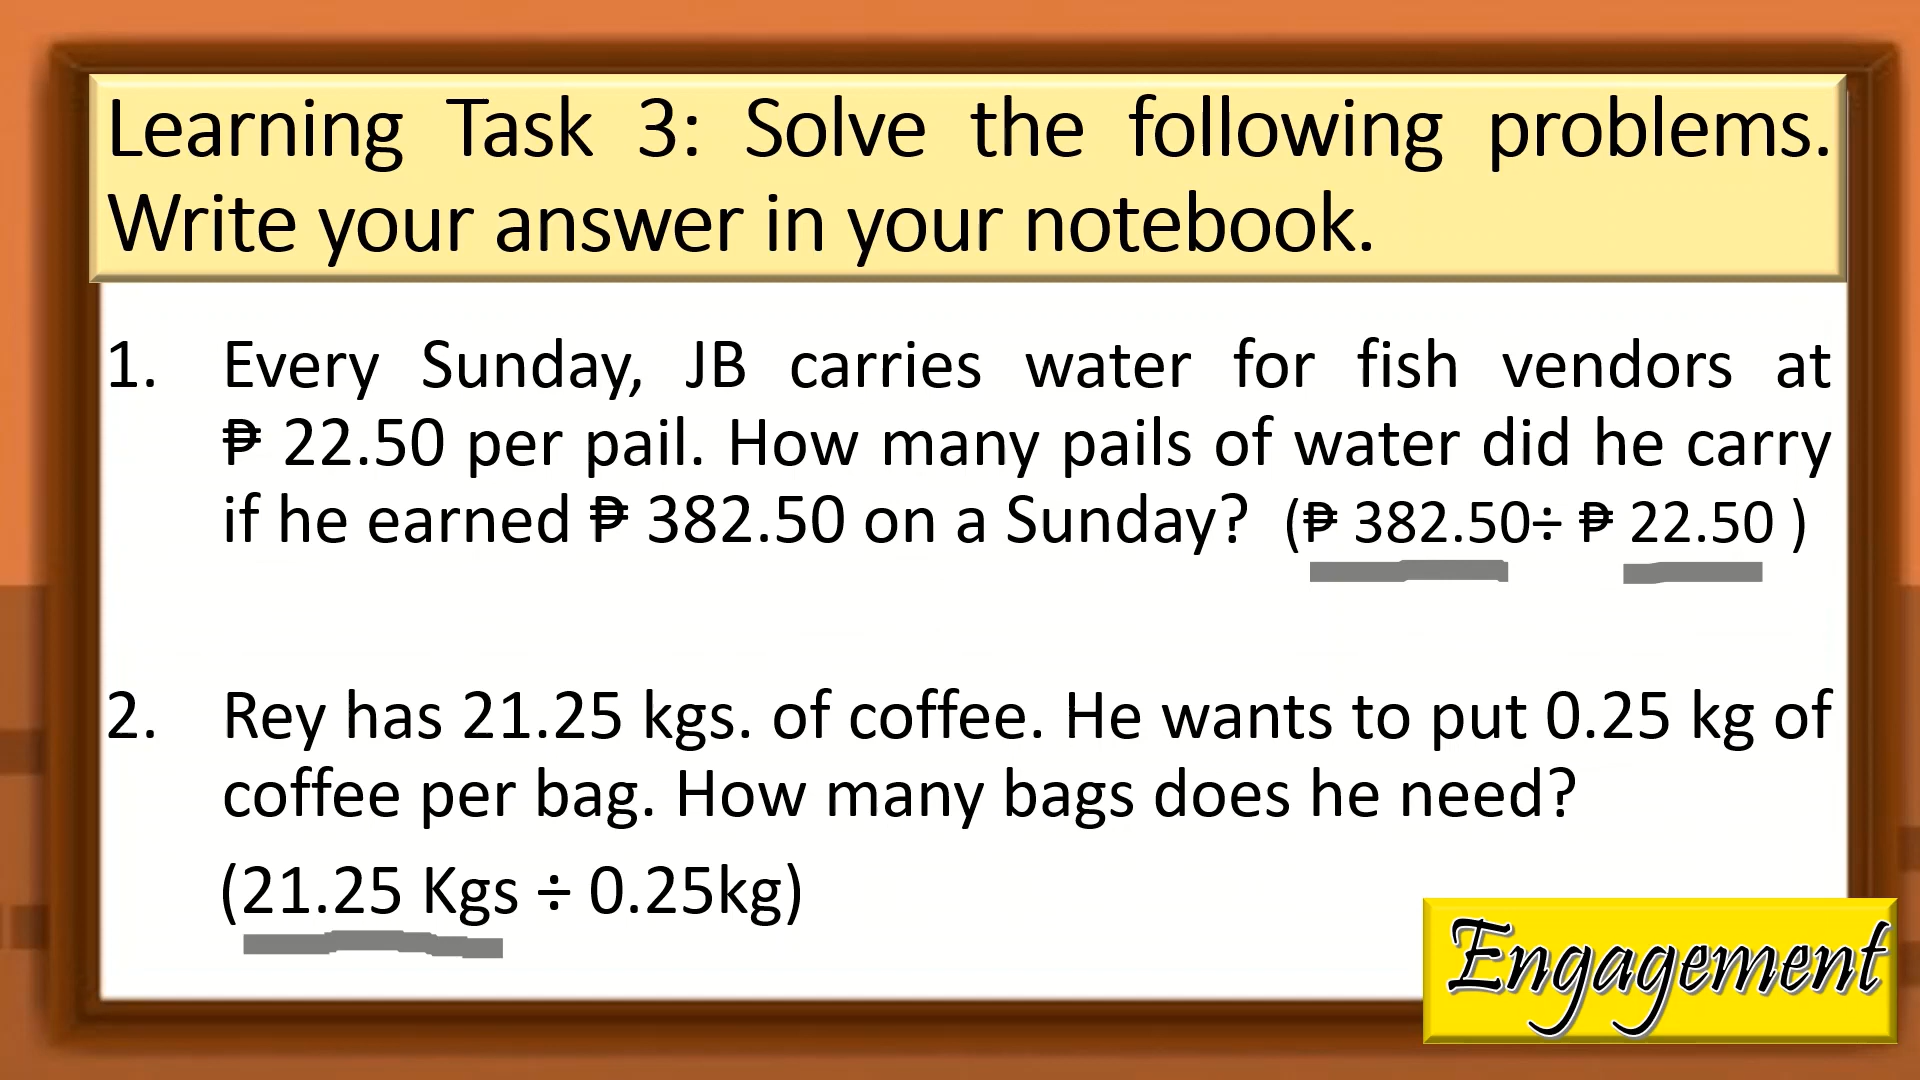 Learning Task 3: Solve the following problems.
Write your answer in your notebook.
1. Every Sunday, JB carries water for fish vendors at
₱ 22.50 per pail. How many pails of water did he carry
if he earned ₱ 382.50 on a Sunday? (₱ 382.50÷ ₱ 22.50 )
2. Rey has 21.25 kgs. of coffee. He wants to put 0.25 kg of
coffee per bag. How many bags does he need?
(21.25 Kgs ÷ 0.25kg)
Engagement